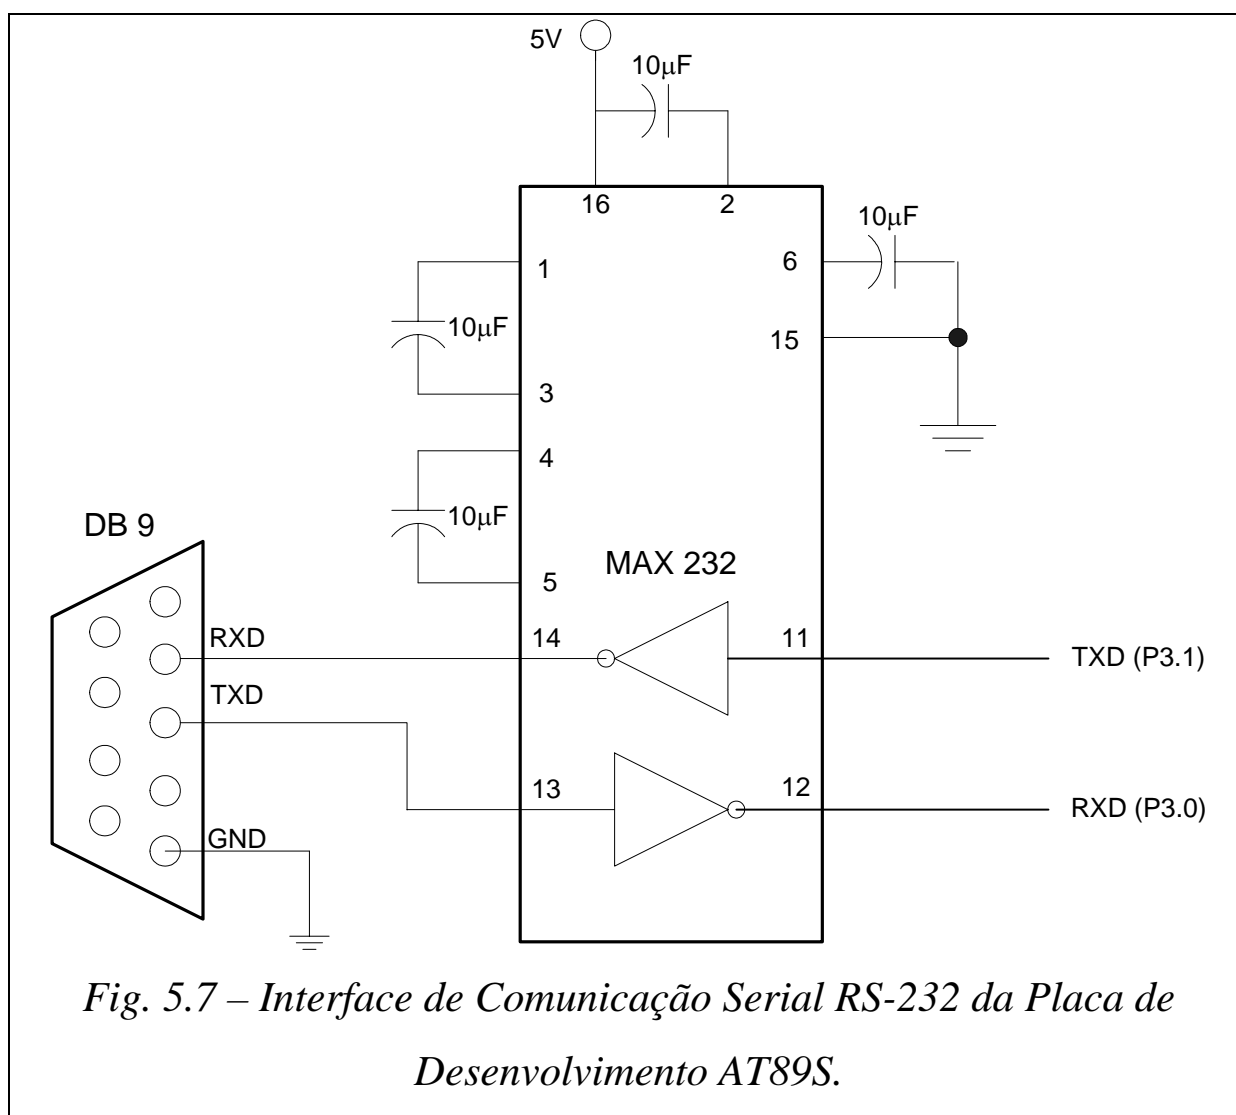 5V
10µF
16
2
10µF
1
6
10µF
15
3
4
10µF
DB 9
MAX 232
5
RXD
14
11
TXD (P3.1)
TXD
13
12
RXD (P3.0)
GND
Fig. 5.7 – Interface de Comunicação Serial RS-232 da Placa de
Desenvolvimento AT89S.